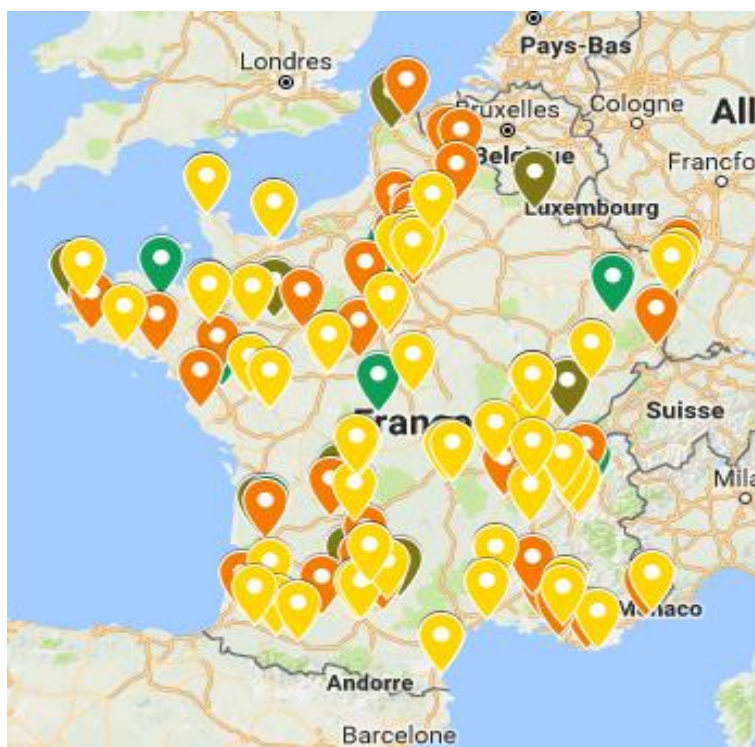 Pays-Bas
Londres
Bruxelles
Cologne
All
Belgique
Francfo
Luxembourg
France
Suisse
Mila
Monaco
Andorre
Barcelone